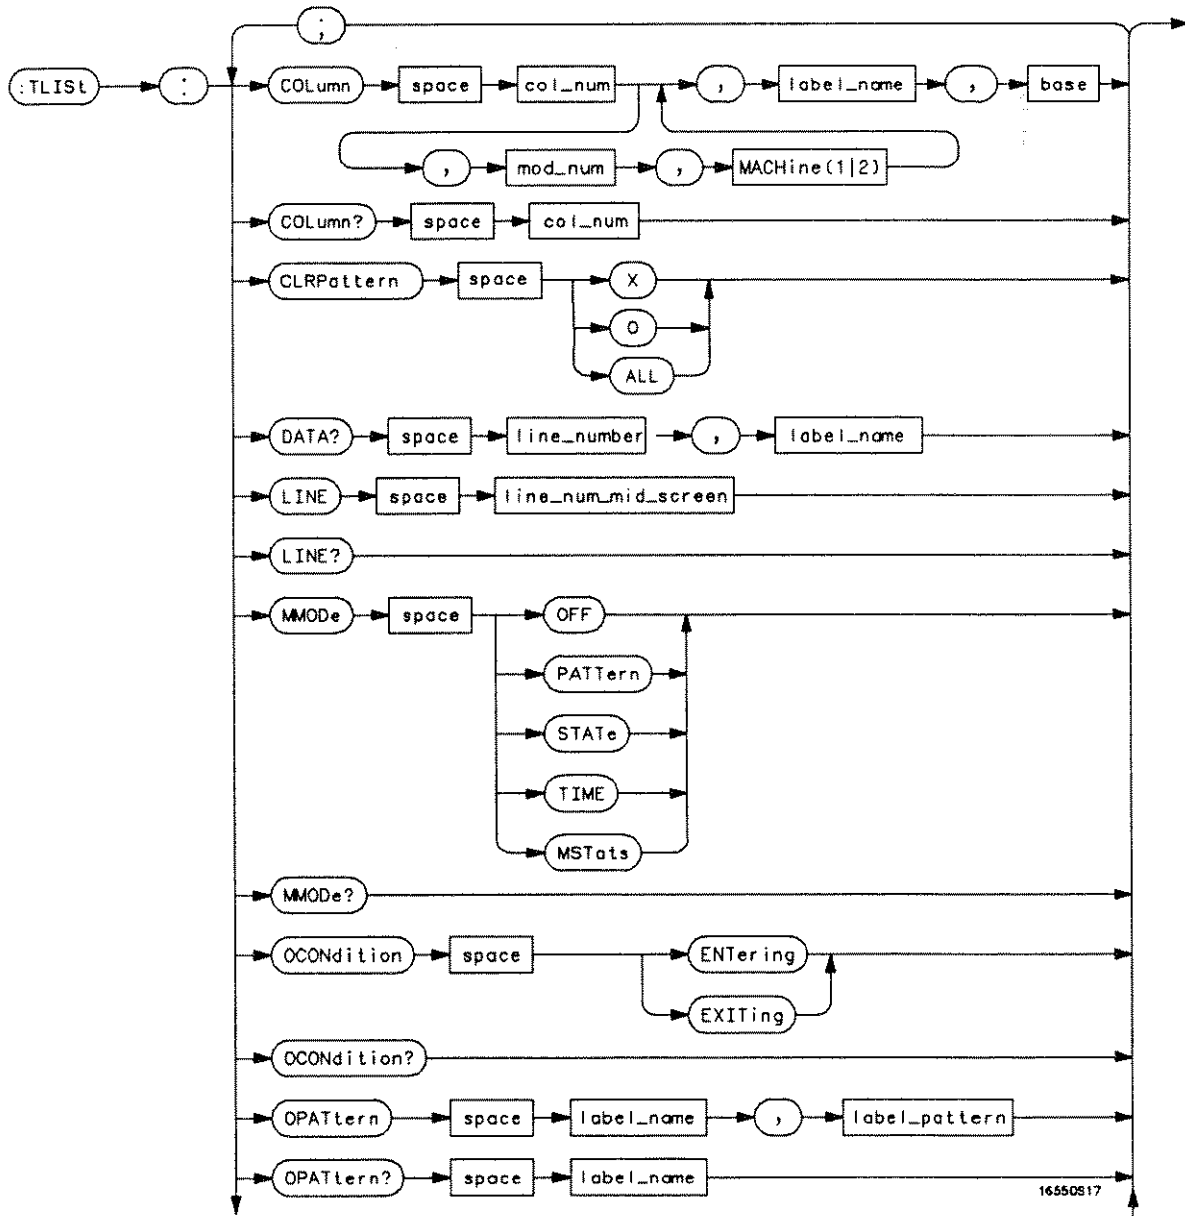 ;
:TLISt : COLumn space col_num , label_name , base
, mod_num , MACHine(1|2)
COLumn? space col_num
CLRPattern space X
O
ALL
DATA? space line_number , label_name
LINE space line_num_mid_screen
LINE?
MMODe space OFF
PATTern
STATe
TIME
MSTats
MMODe?
OCONdition space ENTering
EXITing
OCONdition?
OPATtern space label_name , label_pattern
OPATtern? space label_name
16550S17